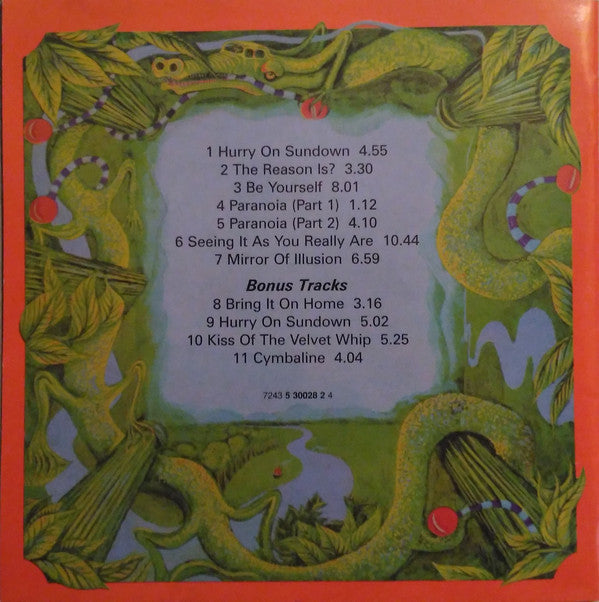 1 Hurry On Sundown 4.55
2 The Reason Is? 3.30
3 Be Yourself 8.01
4 Paranoia (Part 1) 1.12
5 Paranoia (Part 2) 4.10
6 Seeing It As You Really Are 10.44
7 Mirror Of Illusion 6.59
Bonus Tracks
8 Bring It On Home 3.16
9 Hurry On Sundown 5.02
10 Kiss Of The Velvet Whip 5.25
11 Cymbaline 4.04
7243 5 30028 2 4